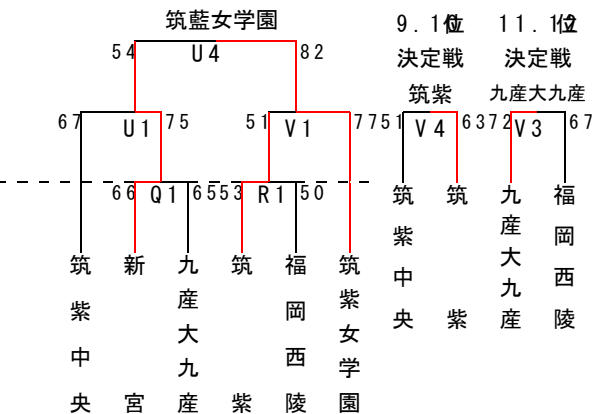 筑藍女学園
9.10位 11.12位
54 U4 82
決定戦 決定戦
筑紫 九産大九産
67 U1 75 51 V1 77 51 V4 63 72 V3 67
66 Q1 65 53 R1 50
筑紫中央
筑紫
九産大九産
福岡西陵
筑紫中央
新宮
九産大九産
筑紫
福岡西陵
筑紫女学園